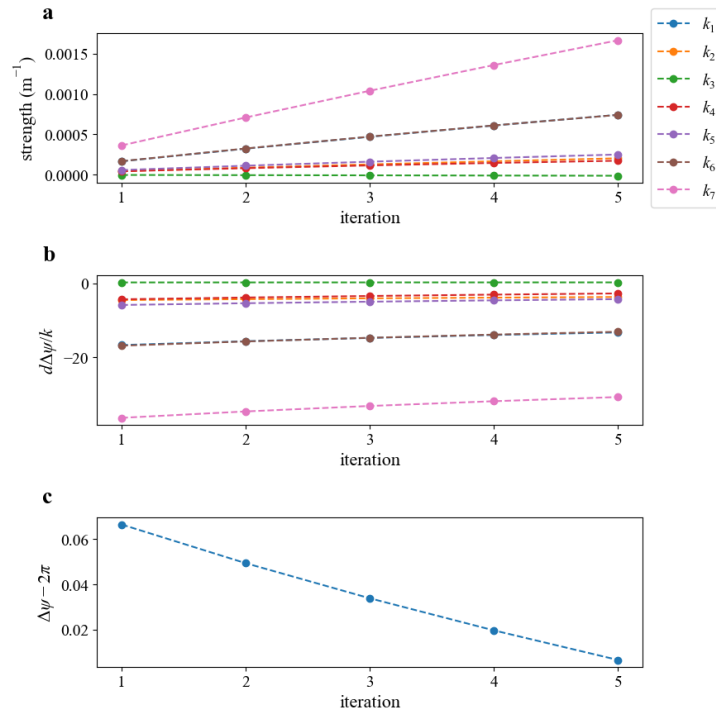 a
0.0015
0.0010
0.0005
0.0000
strength (m⁻¹)
1 2 3 4 5
iteration
k₁
k₂
k₃
k₄
k₅
k₆
k₇
b
0
−20
dΔψ/k
1 2 3 4 5
iteration
c
0.06
0.04
0.02
Δψ − 2π
1 2 3 4 5
iteration